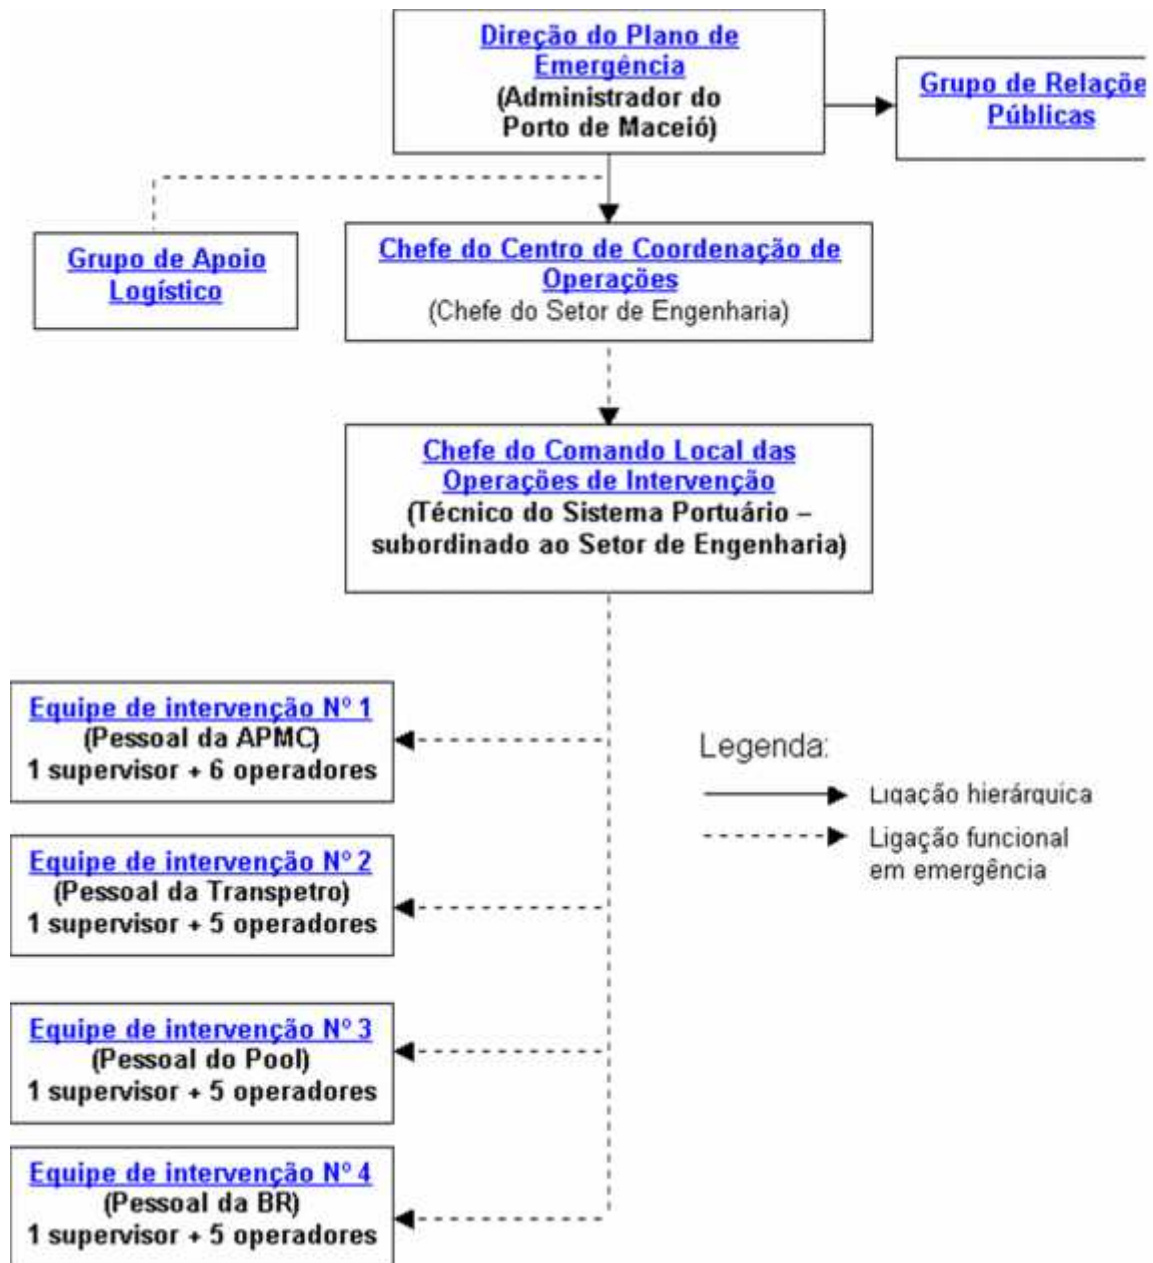 Direção do Plano de
Emergência
(Administrador do
Porto de Maceió)
Grupo de Relaçõe
Públicas
Grupo de Apoio
Logístico
Chefe do Centro de Coordenação de
Operações
(Chefe do Setor de Engenharia)
Chefe do Comando Local das
Operações de Intervenção
(Técnico do Sistema Portuário –
subordinado ao Setor de Engenharia)
Equipe de intervenção Nº 1
(Pessoal da APMC)
1 supervisor + 6 operadores
Equipe de intervenção Nº 2
(Pessoal da Transpetro)
1 supervisor + 5 operadores
Equipe de intervenção Nº 3
(Pessoal do Pool)
1 supervisor + 5 operadores
Equipe de intervenção Nº 4
(Pessoal da BR)
1 supervisor + 5 operadores
Legenda:
Ligação hierárquica
Ligação funcional
em emergência